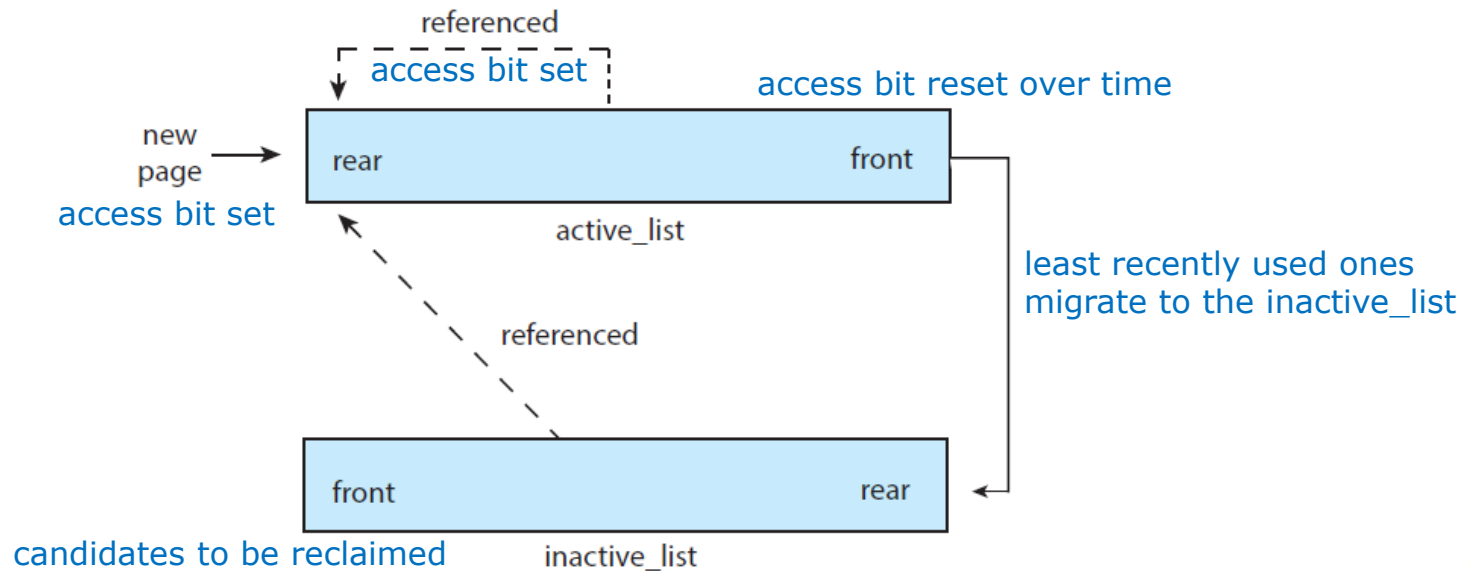 referenced
access bit set
access bit reset over time
new
page
rear
front
access bit set
active_list
least recently used ones
migrate to the inactive_list
referenced
front
rear
candidates to be reclaimed
inactive_list